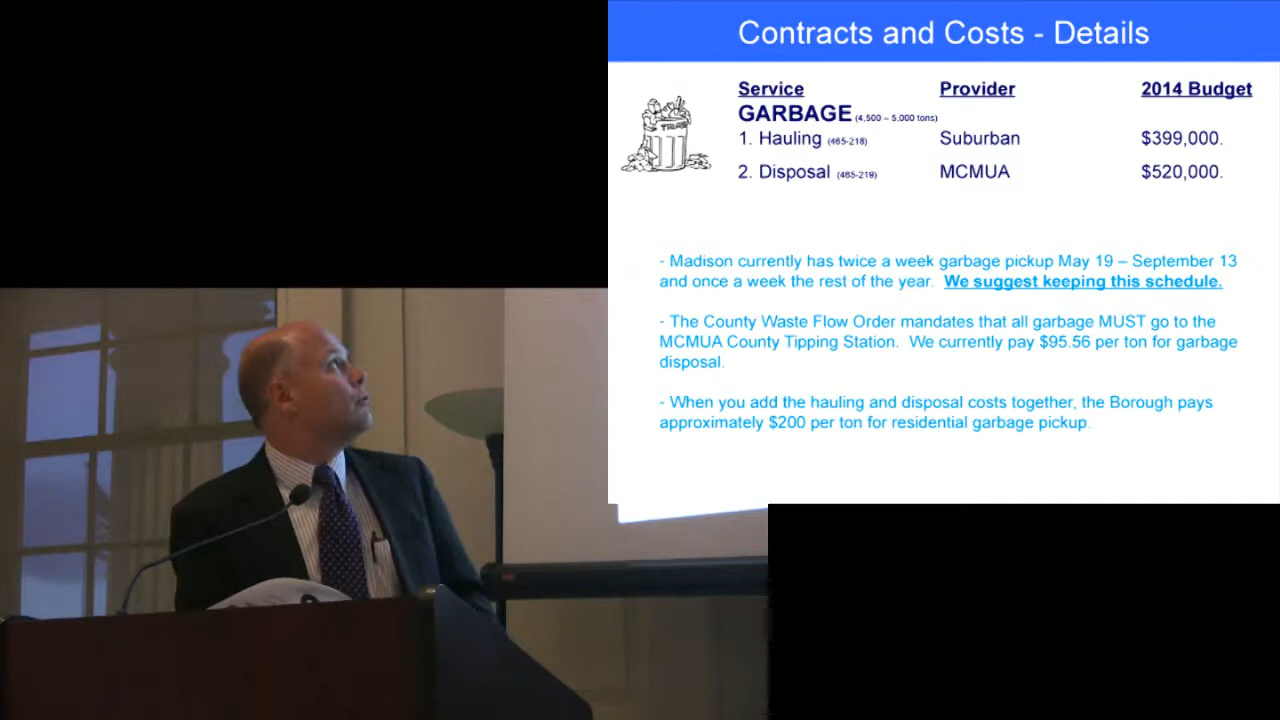 Contracts and Costs - Details
Service Provider 2014 Budget
GARBAGE (4,500 – 5,000 tons)
1. Hauling (465-218) Suburban $399,000.
2. Disposal (465-219) MCMUA $520,000.
TRASH
- Madison currently has twice a week garbage pickup May 19 – September 13
and once a week the rest of the year. We suggest keeping this schedule.
- The County Waste Flow Order mandates that all garbage MUST go to the
MCMUA County Tipping Station. We currently pay $95.56 per ton for garbage
disposal.
- When you add the hauling and disposal costs together, the Borough pays
approximately $200 per ton for residential garbage pickup.